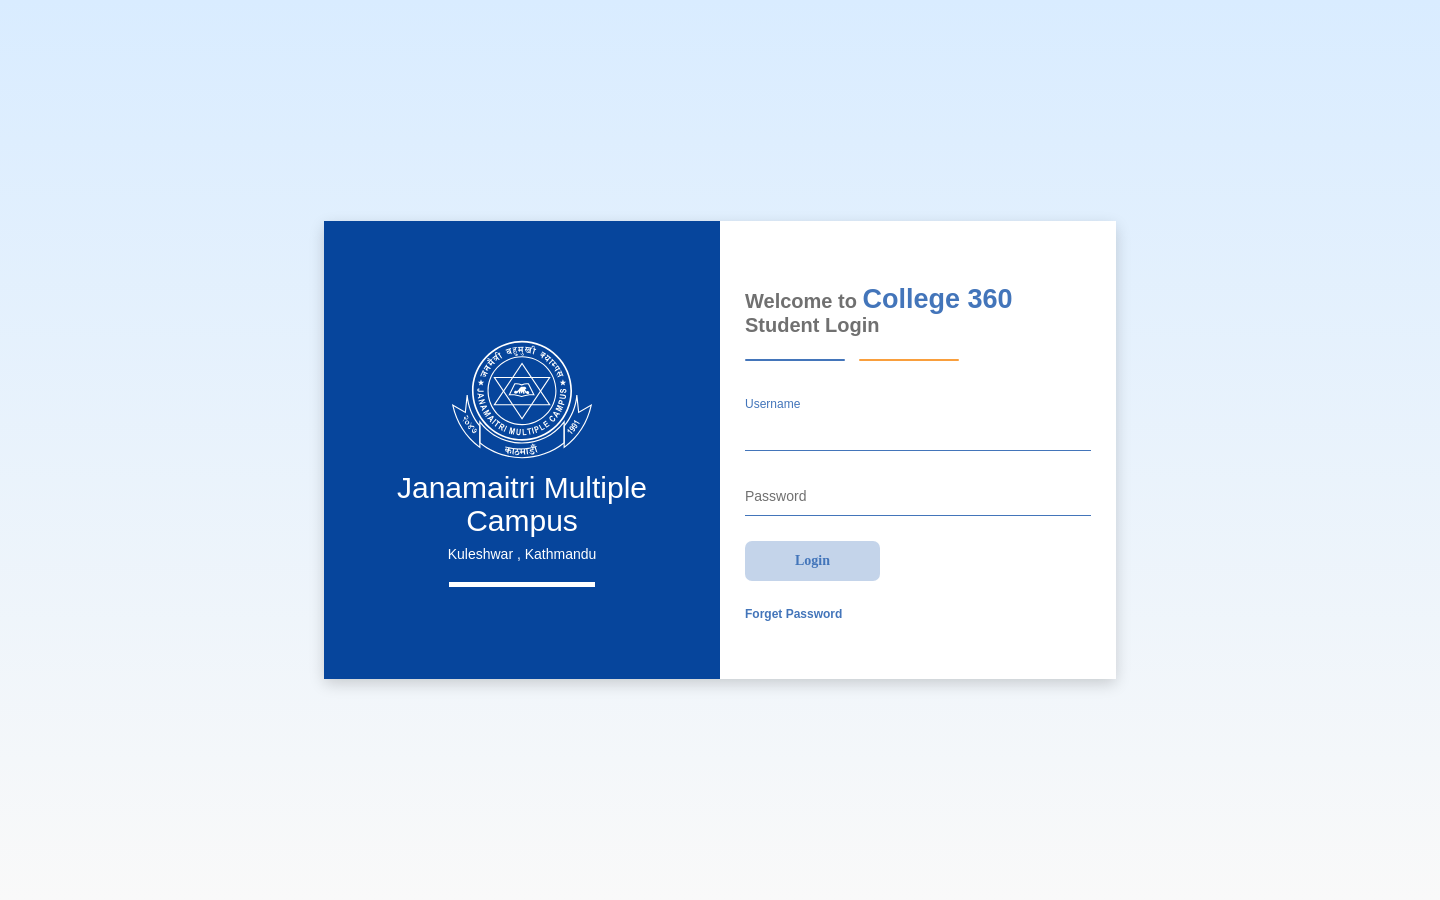 जनमैत्री बहुमुखी क्याम्पस
JANAMAITRI MULTIPLE CAMPUS
२०४७
1991
काठमाडौं
Janamaitri Multiple
Campus
Kuleshwar , Kathmandu
Welcome to College 360
Student Login
Username
Password
Login
Forget Password